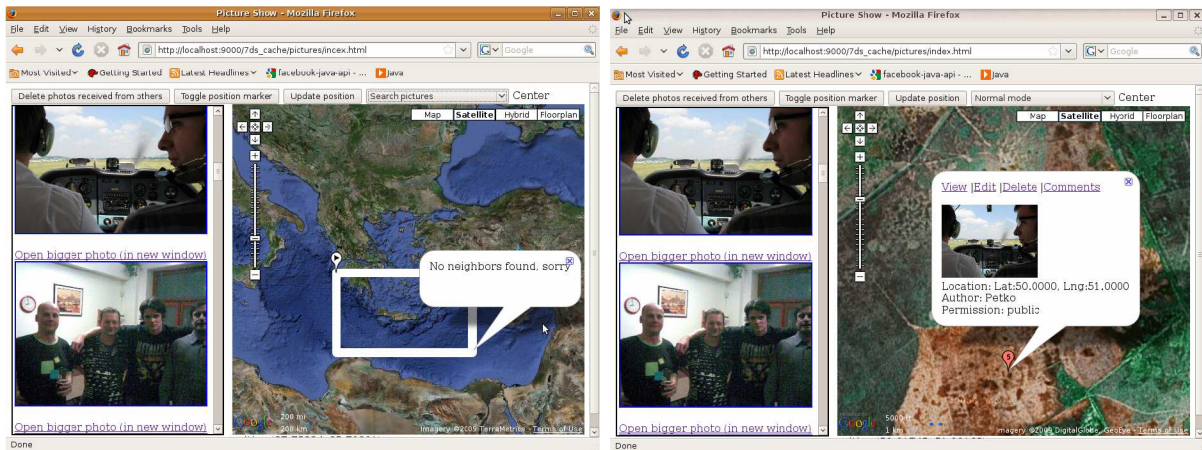 Picture Show - Mozilla Firefox
File Edit View History Bookmarks Tools Help
http://localhost:9000/7ds_cache/pictures/index.html
Google
Most Visited Getting Started Latest Headlines facebook-java-api - ... Java
Delete photos received from others Toggle position marker Update position Search pictures Center
Map Satellite Hybrid Floorplan
Open bigger photo (in new window)
No neighbors found, sorry
Open bigger photo (in new window)
Google
200 mi
200 km
Imagery ©2009 TerraMetrics - Terms of Use
Done
Picture Show - Mozilla Firefox
File Edit View History Bookmarks Tools Help
http://localhost:9000/7ds_cache/pictures/index.html
Google
Most Visited Getting Started Latest Headlines facebook-java-api - ... Java
Delete photos received from others Toggle position marker Update position Normal mode Center
Map Satellite Hybrid Floorplan
View |Edit |Delete |Comments
Open bigger photo (in new window)
Location: Lat:50.0000, Lng:51.0000
Author: Petko
Permission: public
Open bigger photo (in new window)
Google
5000 ft
1 km
Imagery ©2009 DigitalGlobe, GeoEye - Terms of Use
Done